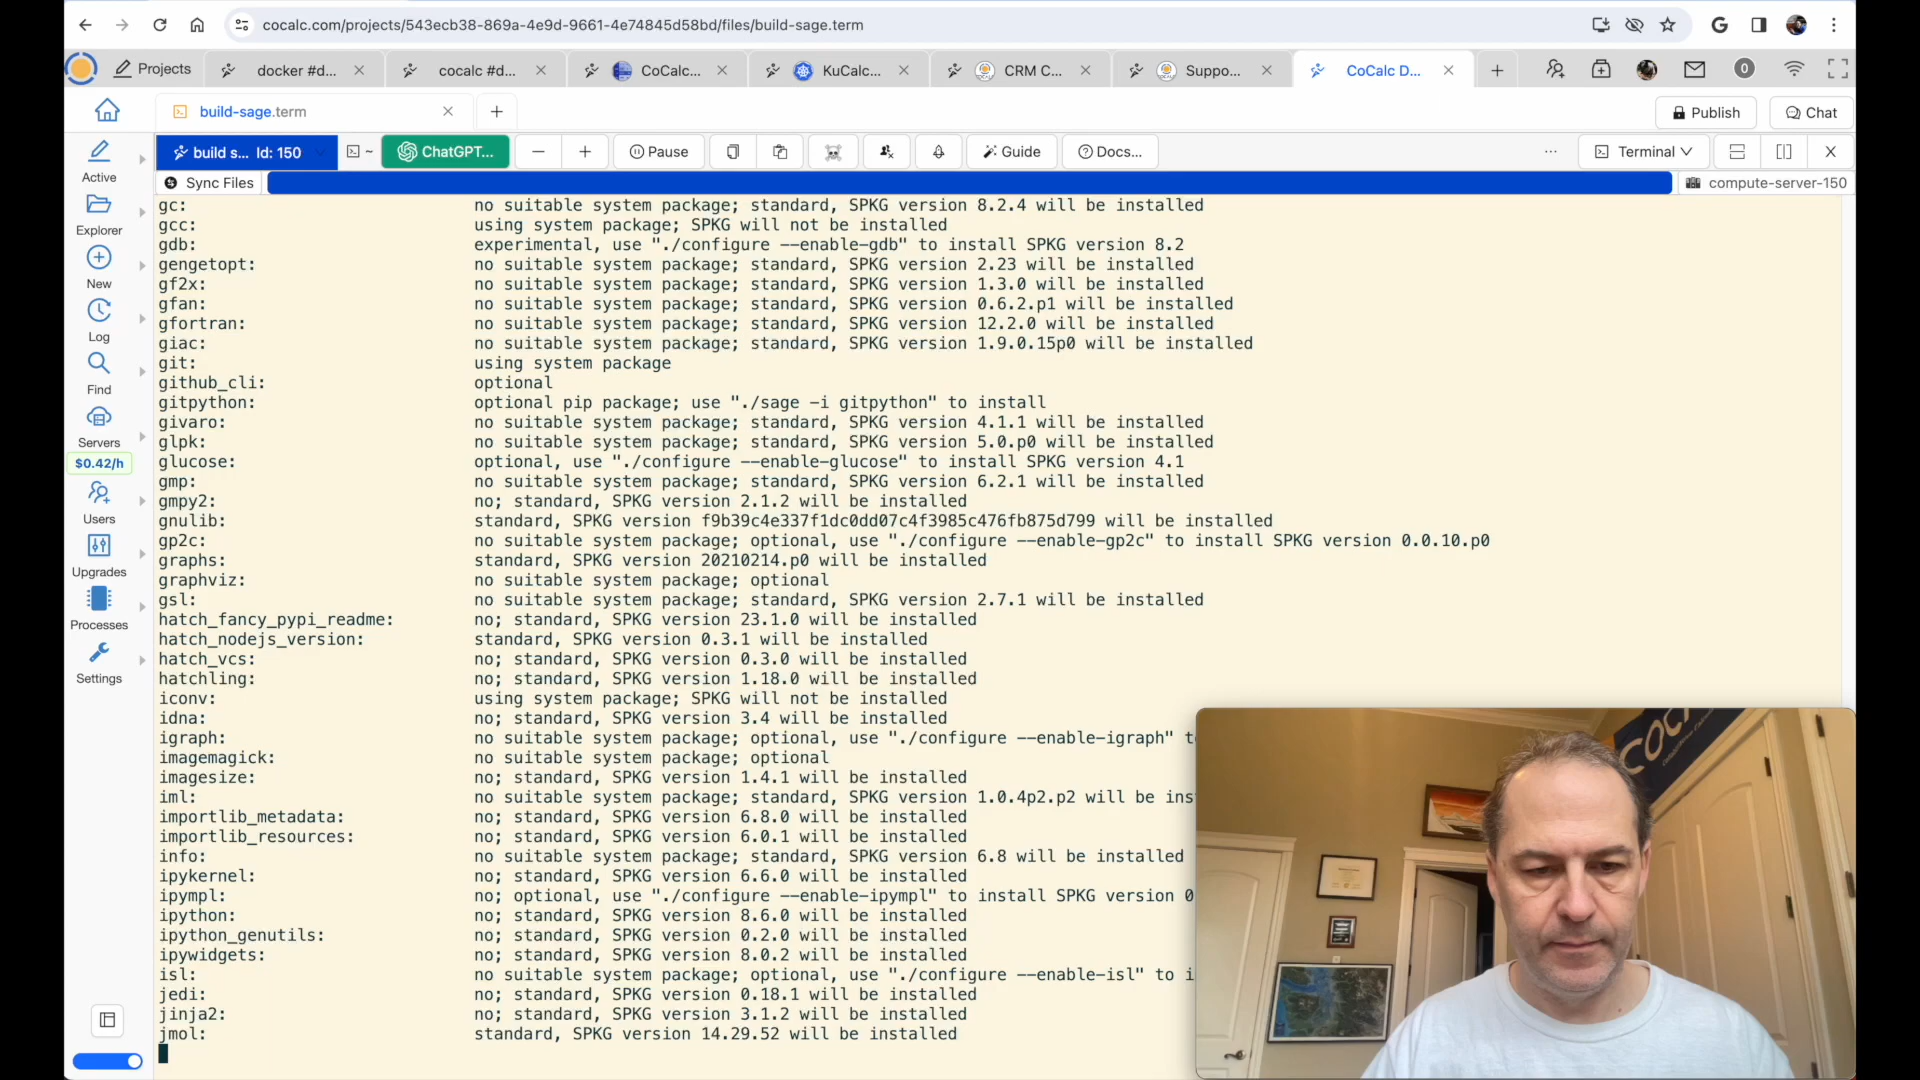 cocalc.com/projects/543ecb38-869a-4e9d-9661-4e74845d58bd/files/build-sage.term
Projects docker #d... cocalc #d... CoCalc... KuCalc... CRM C... Suppo... CoCalc D... 0
build-sage.term Publish Chat
build s... Id: 150 ~ ChatGPT... Pause Guide Docs... ... Terminal
Sync Files compute-server-150
Active
Explorer
New
Log
Find
Servers
$0.42/h
Users
Upgrades
Processes
Settings
gc: no suitable system package; standard, SPKG version 8.2.4 will be installed
gcc: using system package; SPKG will not be installed
gdb: experimental, use "./configure --enable-gdb" to install SPKG version 8.2
gengetopt: no suitable system package; standard, SPKG version 2.23 will be installed
gf2x: no suitable system package; standard, SPKG version 1.3.0 will be installed
gfan: no suitable system package; standard, SPKG version 0.6.2.p1 will be installed
gfortran: no suitable system package; standard, SPKG version 12.2.0 will be installed
giac: no suitable system package; standard, SPKG version 1.9.0.15p0 will be installed
git: using system package
github_cli: optional
gitpython: optional pip package; use "./sage -i gitpython" to install
givaro: no suitable system package; standard, SPKG version 4.1.1 will be installed
glpk: no suitable system package; standard, SPKG version 5.0.p0 will be installed
glucose: optional, use "./configure --enable-glucose" to install SPKG version 4.1
gmp: no suitable system package; standard, SPKG version 6.2.1 will be installed
gmpy2: no; standard, SPKG version 2.1.2 will be installed
gnulib: standard, SPKG version f9b39c4e337f1dc0dd07c4f3985c476fb875d799 will be installed
gp2c: no suitable system package; optional, use "./configure --enable-gp2c" to install SPKG version 0.0.10.p0
graphs: standard, SPKG version 20210214.p0 will be installed
graphviz: no suitable system package; optional
gsl: no suitable system package; standard, SPKG version 2.7.1 will be installed
hatch_fancy_pypi_readme: no; standard, SPKG version 23.1.0 will be installed
hatch_nodejs_version: standard, SPKG version 0.3.1 will be installed
hatch_vcs: no; standard, SPKG version 0.3.0 will be installed
hatchling: no; standard, SPKG version 1.18.0 will be installed
iconv: using system package; SPKG will not be installed
idna: no; standard, SPKG version 3.4 will be installed
igraph: no suitable system package; optional, use "./configure --enable-igraph" t
imagemagick: no suitable system package; optional
imagesize: no; standard, SPKG version 1.4.1 will be installed
iml: no suitable system package; standard, SPKG version 1.0.4p2.p2 will be ins
importlib_metadata: no; standard, SPKG version 6.8.0 will be installed
importlib_resources: no; standard, SPKG version 6.0.1 will be installed
info: no suitable system package; standard, SPKG version 6.8 will be installed
ipykernel: no; standard, SPKG version 6.6.0 will be installed
ipympl: no; optional, use "./configure --enable-ipympl" to install SPKG version 0
ipython: no; standard, SPKG version 8.6.0 will be installed
ipython_genutils: no; standard, SPKG version 0.2.0 will be installed
ipywidgets: no; standard, SPKG version 8.0.2 will be installed
isl: no suitable system package; optional, use "./configure --enable-isl" to i
jedi: no; standard, SPKG version 0.18.1 will be installed
jinja2: no; standard, SPKG version 3.1.2 will be installed
jmol: standard, SPKG version 14.29.52 will be installed